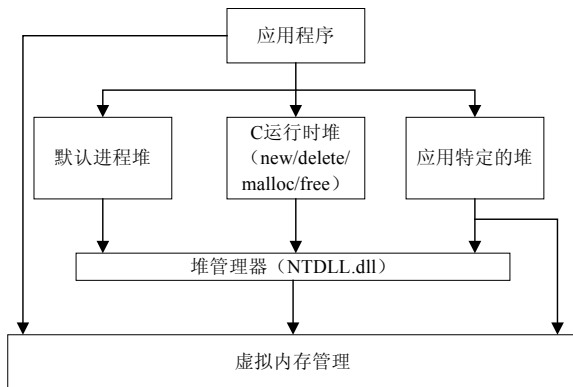 应用程序
默认进程堆
C运行时堆
（new/delete/
malloc/free）
应用特定的堆
堆管理器（NTDLL.dll）
虚拟内存管理